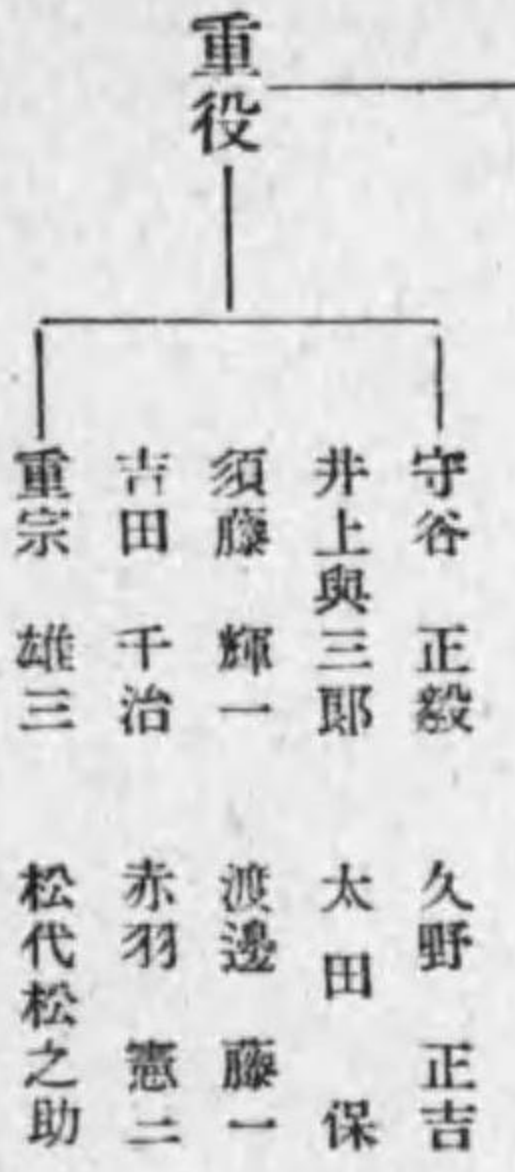 重役
守谷 正毅 久野 正吉
井上與三郎 太田 保
須藤 輝一 渡邊 藤一
吉田 千治 赤羽 憲二
重宗 雄三 松代松之助